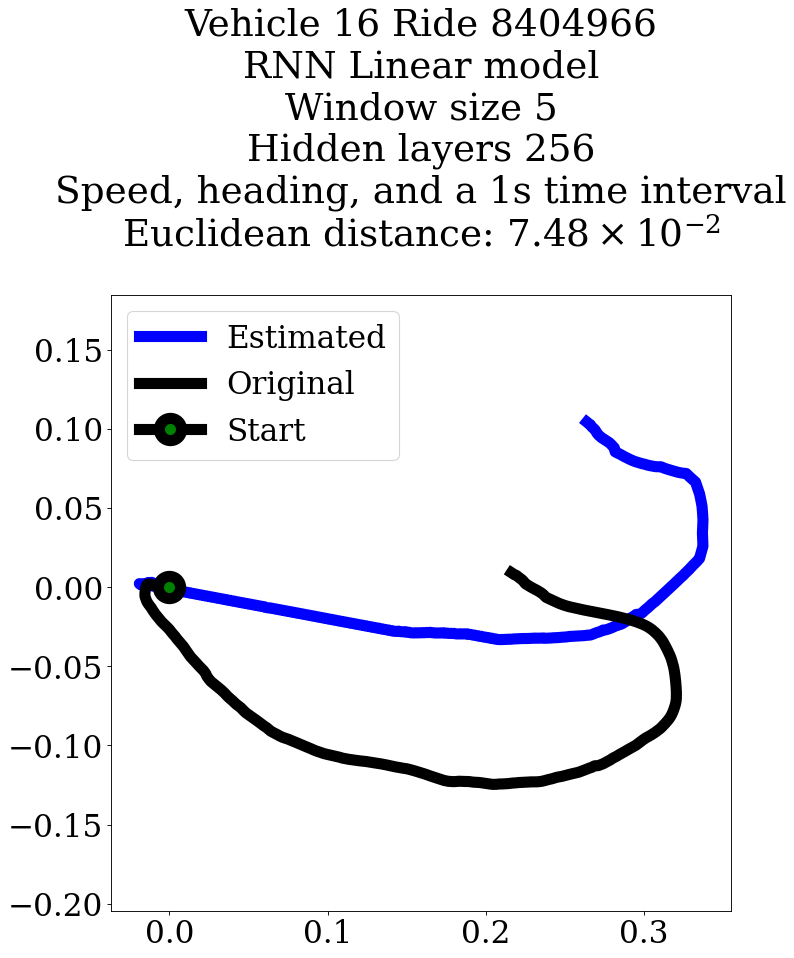 Vehicle 16 Ride 8404966
RNN Linear model
Window size 5
Hidden layers 256
Speed, heading, and a 1s time interval
Euclidean distance: 7.48 × 10⁻²
Estimated
Original
Start
0.15
0.10
0.05
0.00
−0.05
−0.10
−0.15
−0.20
0.0 0.1 0.2 0.3